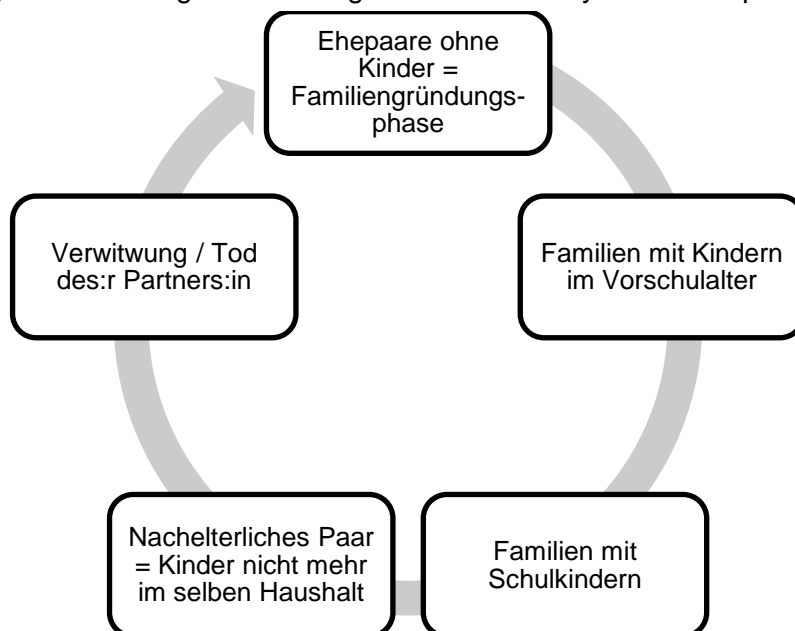 Ehepaare ohne
Kinder =
Familiengründungs-
phase
Familien mit Kindern
im Vorschulalter
Familien mit
Schulkindern
Nachelterliches Paar
= Kinder nicht mehr
im selben Haushalt
Verwitwung / Tod
des:r Partners:in